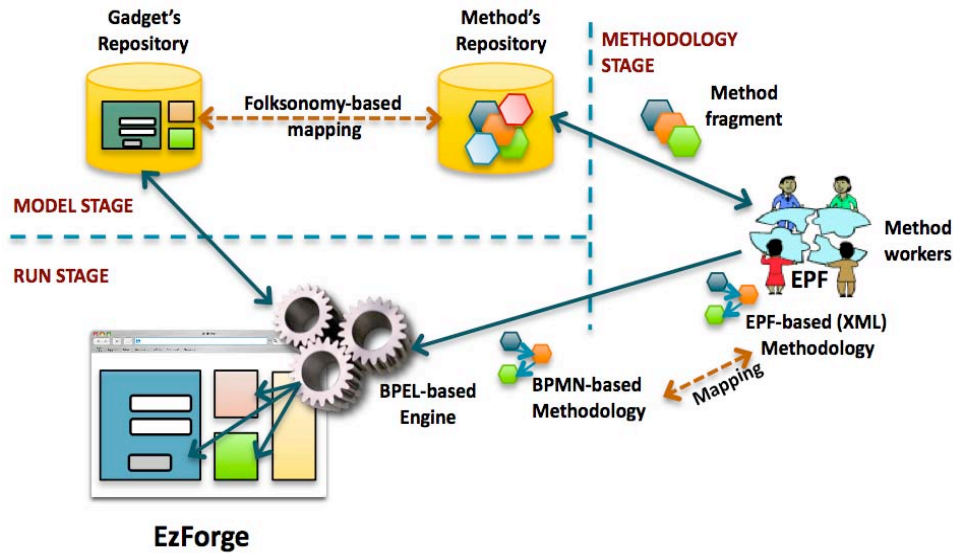 Gadget's
Repository
Method's
Repository
METHODOLOGY
STAGE
Folksonomy-based
mapping
Method
fragment
MODEL STAGE
Method
workers
RUN STAGE
EPF
EPF-based (XML)
Methodology
BPEL-based
Engine
BPMN-based
Methodology
Mapping
EzForge